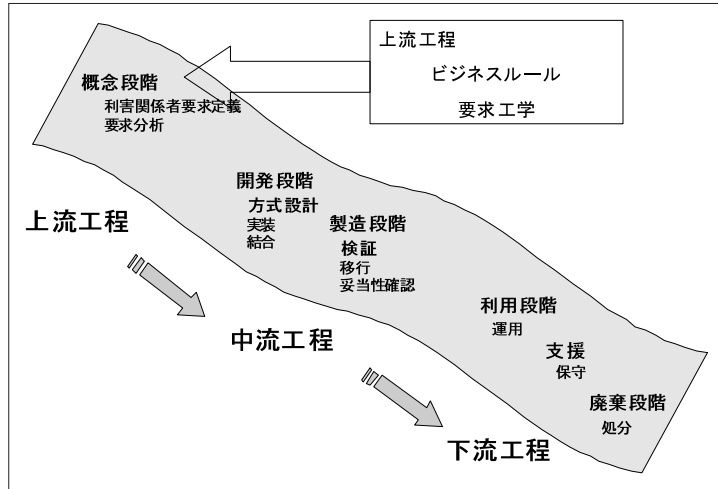 上流工程
ビジネスルール
要求工学
概念段階
利害関係者要求定義
要求分析
上流工程
開発段階
方式設計
実装
結合
製造段階
検証
移行
妥当性確認
中流工程
利用段階
運用
支援
保守
廃棄段階
処分
下流工程